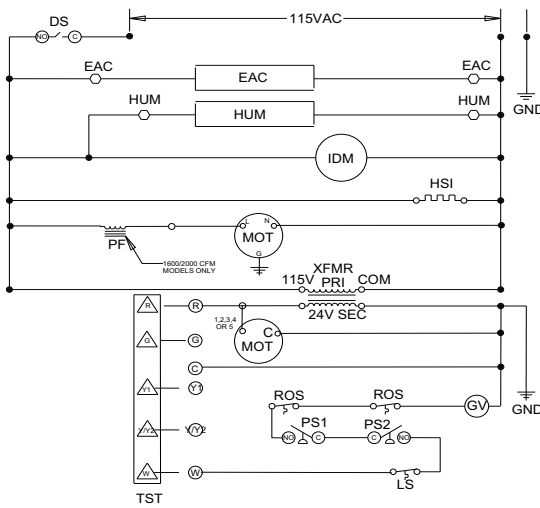 115VAC
DS
NO C
EAC EAC EAC
GND
HUM HUM HUM
IDM
HSI
L N
MOT
G
PF
1600/2000 CFM
MODELS ONLY
XFMR
115V PRI COM
24V SEC
R R
1,2,3,4
OR 5
C
MOT
G G
C
Y1 Y1
ROS ROS
GV
GND
PS1 PS2
NO C C NO
Y/Y2 Y/Y2
W W
LS
TST